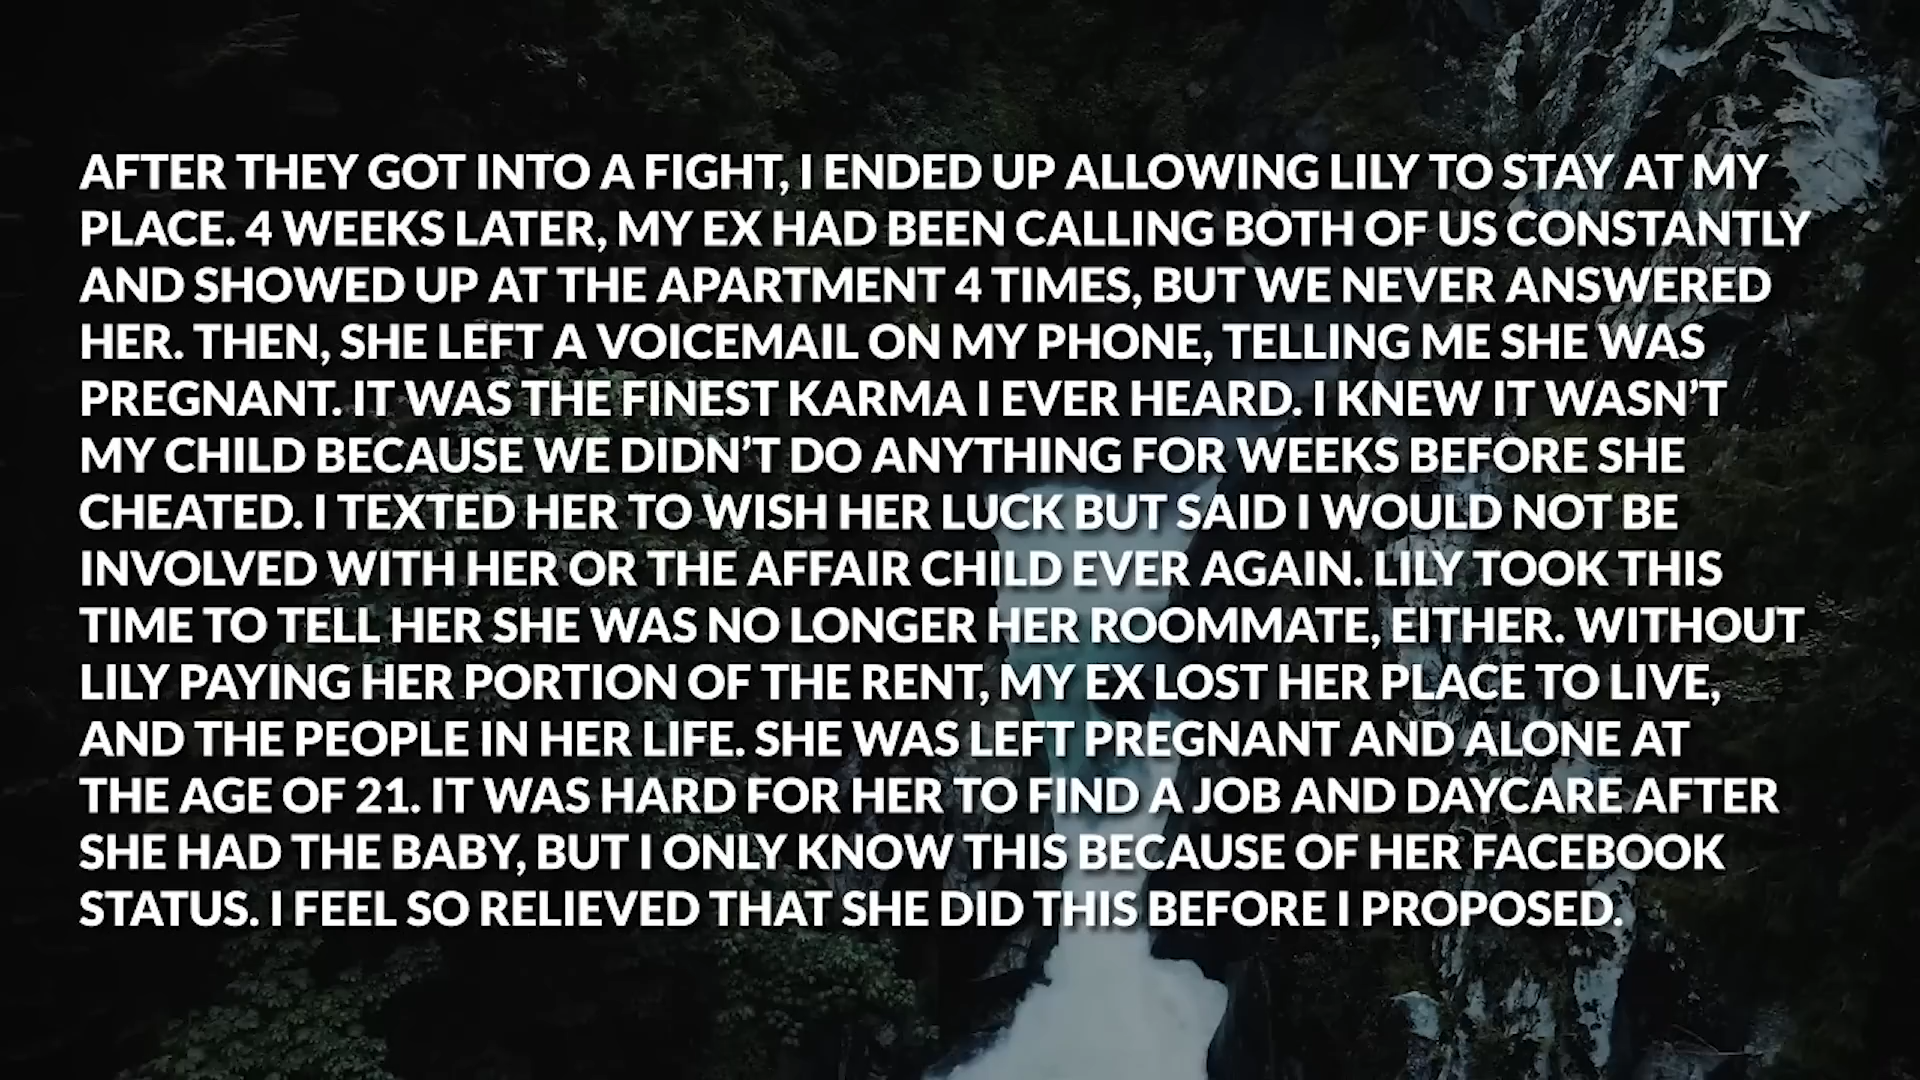 AFTER THEY GOT INTO A FIGHT, I ENDED UP ALLOWING LILY TO STAY AT MY
PLACE. 4 WEEKS LATER, MY EX HAD BEEN CALLING BOTH OF US CONSTANTLY
AND SHOWED UP AT THE APARTMENT 4 TIMES, BUT WE NEVER ANSWERED
HER. THEN, SHE LEFT A VOICEMAIL ON MY PHONE, TELLING ME SHE WAS
PREGNANT. IT WAS THE FINEST KARMA I EVER HEARD. I KNEW IT WASN’T
MY CHILD BECAUSE WE DIDN’T DO ANYTHING FOR WEEKS BEFORE SHE
CHEATED. I TEXTED HER TO WISH HER LUCK BUT SAID I WOULD NOT BE
INVOLVED WITH HER OR THE AFFAIR CHILD EVER AGAIN. LILY TOOK THIS
TIME TO TELL HER SHE WAS NO LONGER HER ROOMMATE, EITHER. WITHOUT
LILY PAYING HER PORTION OF THE RENT, MY EX LOST HER PLACE TO LIVE,
AND THE PEOPLE IN HER LIFE. SHE WAS LEFT PREGNANT AND ALONE AT
THE AGE OF 21. IT WAS HARD FOR HER TO FIND A JOB AND DAYCARE AFTER
SHE HAD THE BABY, BUT I ONLY KNOW THIS BECAUSE OF HER FACEBOOK
STATUS. I FEEL SO RELIEVED THAT SHE DID THIS BEFORE I PROPOSED.